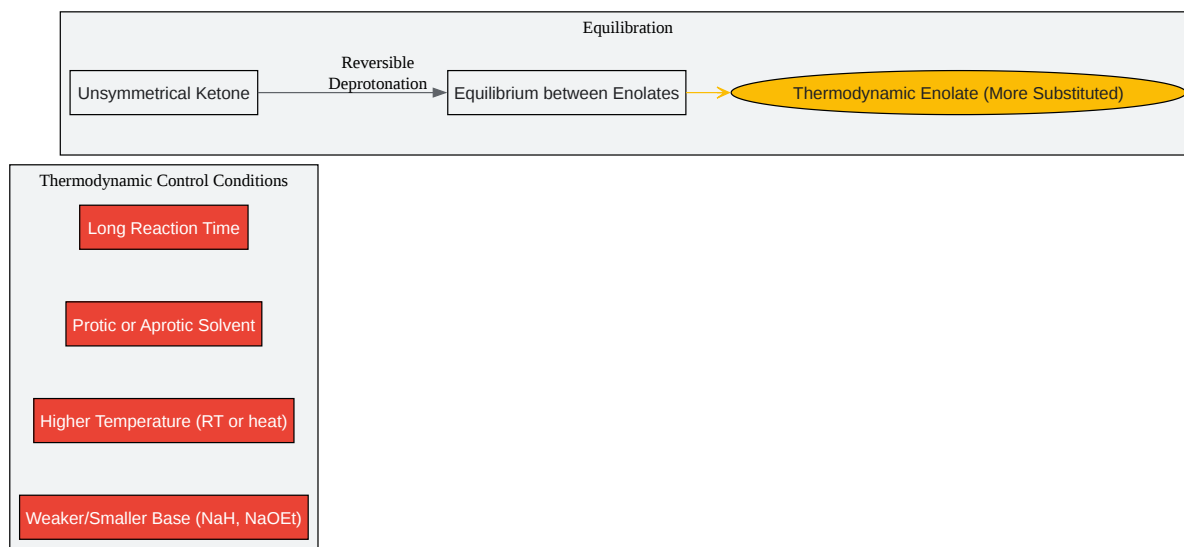 Equilibration
Unsymmetrical Ketone
Reversible
Deprotonation
Equilibrium between Enolates
Thermodynamic Enolate (More Substituted)
Thermodynamic Control Conditions
Long Reaction Time
Protic or Aprotic Solvent
Higher Temperature (RT or heat)
Weaker/Smaller Base (NaH, NaOEt)